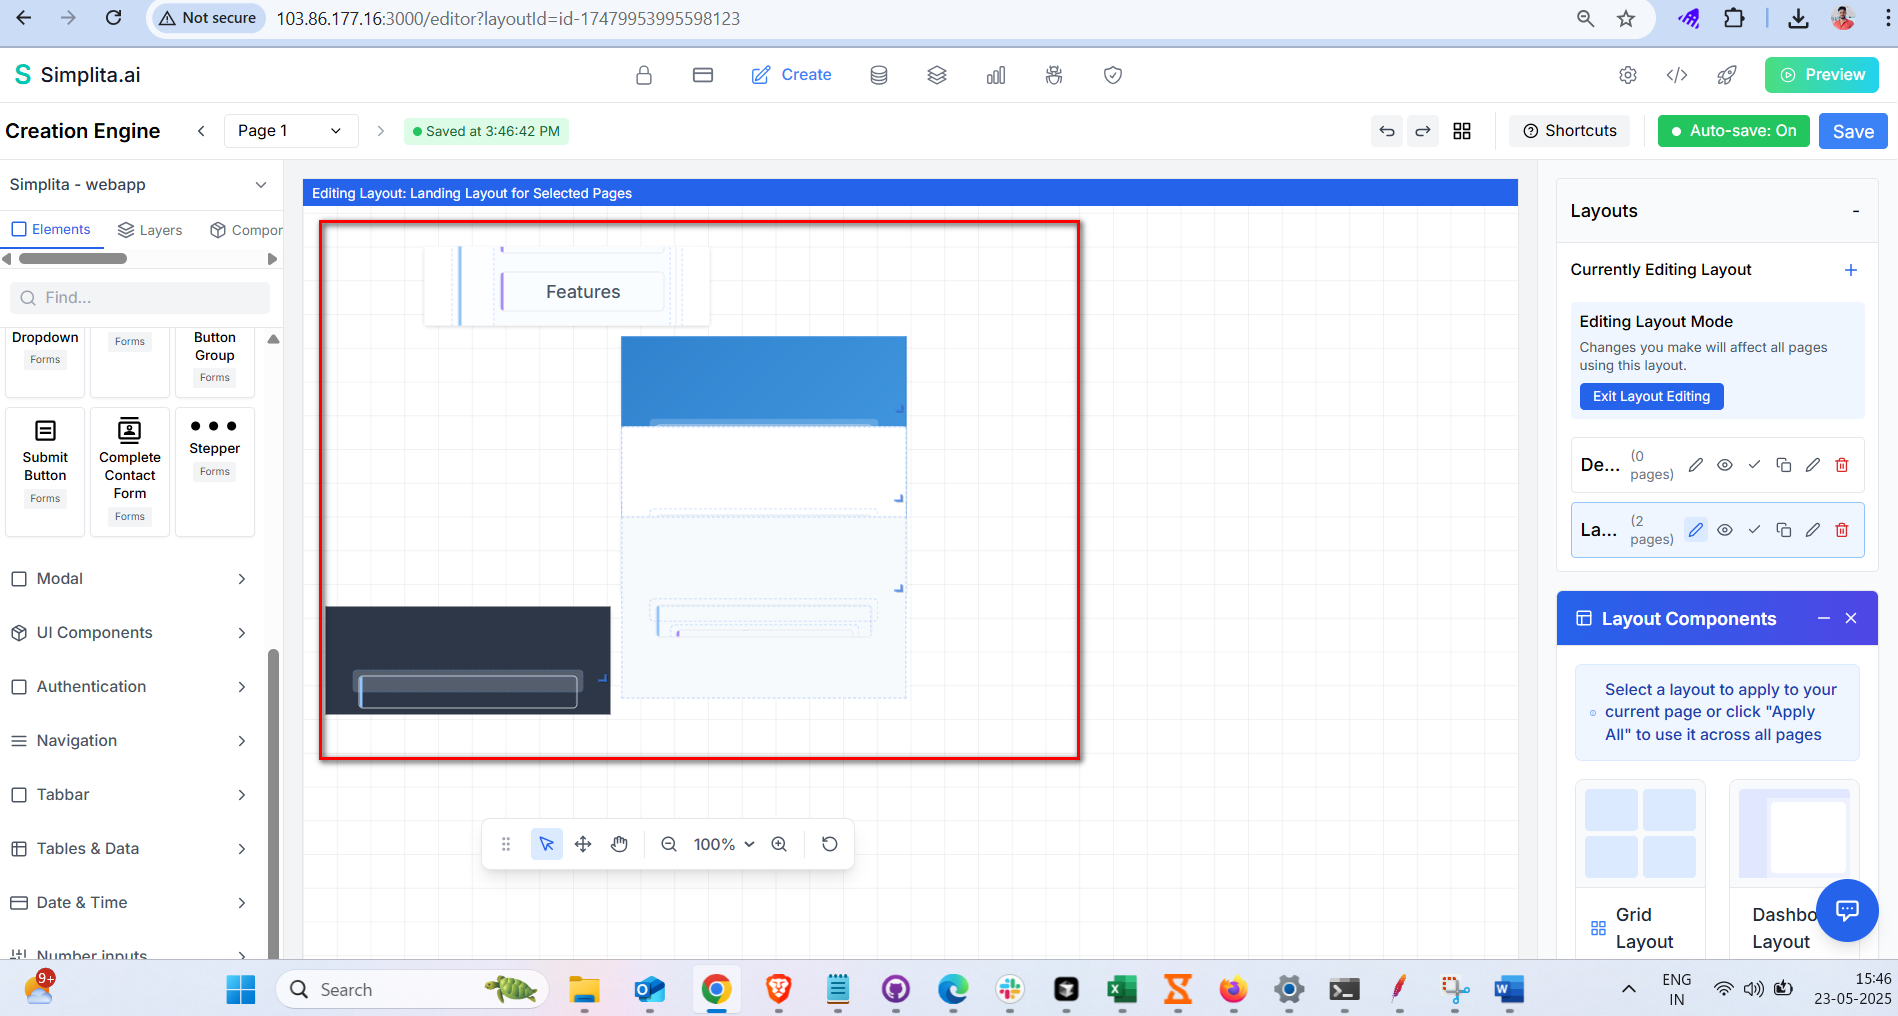 Not secure
103.86.177.16:3000/editor?layoutId=id-17479953995598123
Simplita.ai
Create
Preview
Creation Engine
Page 1
Saved at 3:46:42 PM
Shortcuts
Auto-save: On
Save
Simplita - webapp
Elements
Layers
Compor
Find...
Dropdown
Forms
Forms
Button
Group
Forms
Submit
Button
Forms
Complete
Contact
Form
Forms
Stepper
Forms
Modal
UI Components
Authentication
Navigation
Tabbar
Tables & Data
Date & Time
Number inputs
Editing Layout: Landing Layout for Selected Pages
Features
100%
Layouts
-
Currently Editing Layout
+
Editing Layout Mode
Changes you make will affect all pages
using this layout.
Exit Layout Editing
De...
(0
pages)
La...
(2
pages)
Layout Components
Select a layout to apply to your
current page or click "Apply
All" to use it across all pages
Grid
Layout
Dashbo
Layout
9+
Search
ENG
IN
15:46
23-05-2025